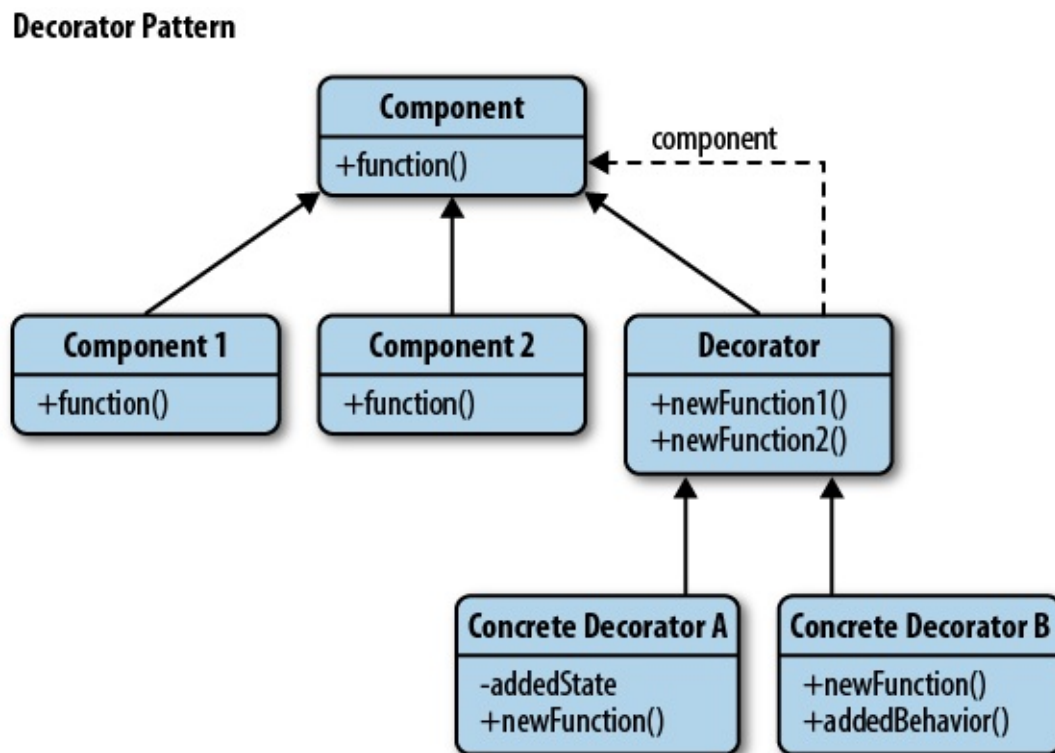 Decorator Pattern
Component
+function()
component
Component 1
+function()
Component 2
+function()
Decorator
+newFunction1()
+newFunction2()
Concrete Decorator A
-addedState
+newFunction()
Concrete Decorator B
+newFunction()
+addedBehavior()